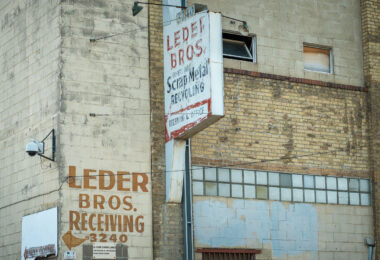 LEDER
BROS.
Scrap Metal
RECYCLING
LEDER
BROS.
RECEIVING
3240